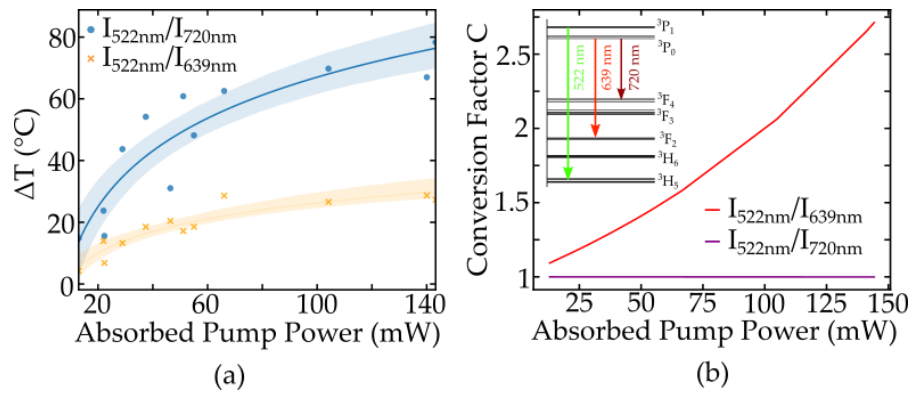 I522nm/I720nm
I522nm/I639nm
ΔT (°C)
80
60
40
20
0
20
60
100
140
Absorbed Pump Power (mW)
(a)
Conversion Factor C
2.5
2
1.5
1
³P₁
³P₀
522 nm
639 nm
720 nm
³F₄
³F₃
³F₂
³H₆
³H₅
I522nm/I639nm
I522nm/I720nm
25
50
75
100
125
150
Absorbed Pump Power (mW)
(b)